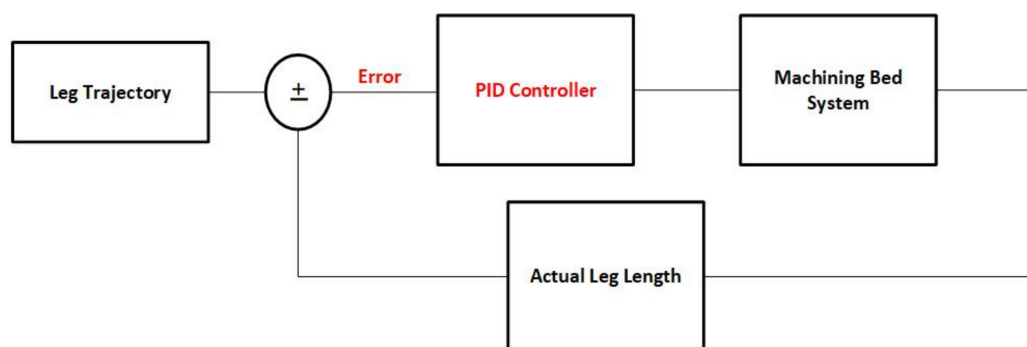 Leg Trajectory
±
Error
PID Controller
Machining Bed
System
Actual Leg Length